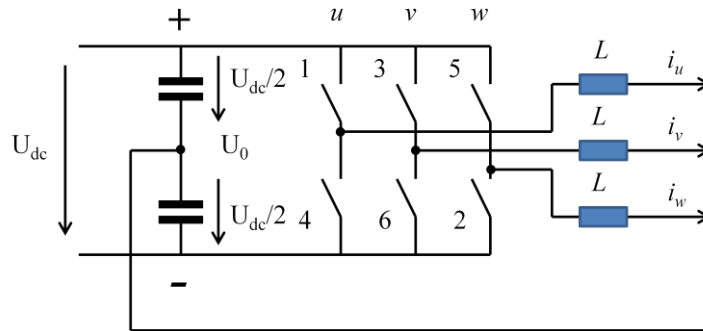 + u v w
U_dc/2 1 3 5 L i_u
U_dc U_0 L i_v
U_dc/2 4 6 2 L i_w
-